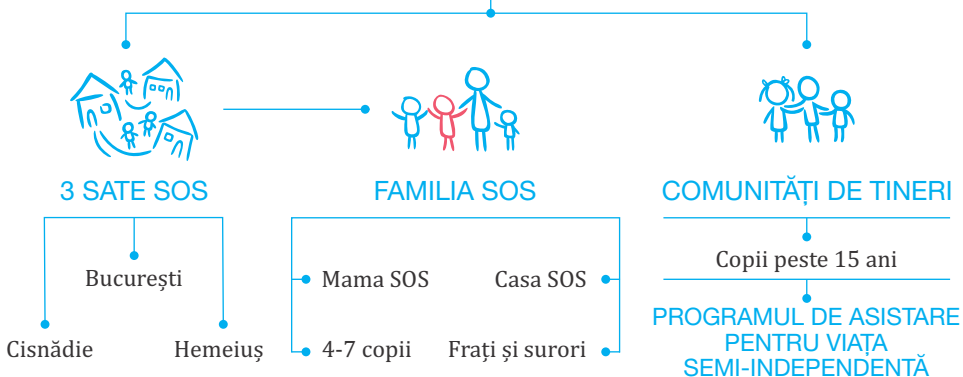 3 SATE SOS
București
Cisnădie
Hemeiuș
FAMILIA SOS
Mama SOS
Casa SOS
4-7 copii
Frați și surori
COMUNITĂȚI DE TINERI
Copii peste 15 ani
PROGRAMUL DE ASISTARE
PENTRU VIAȚA
SEMI-INDEPENDENTĂ